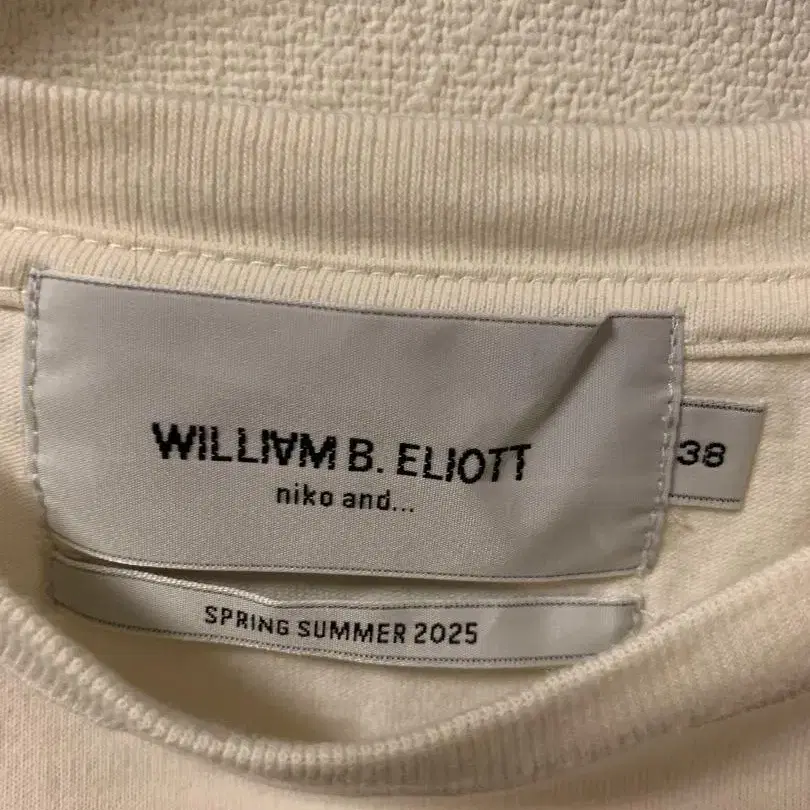 WILLIAM B. ELIOTT
niko and...
38
SPRING SUMMER 2025